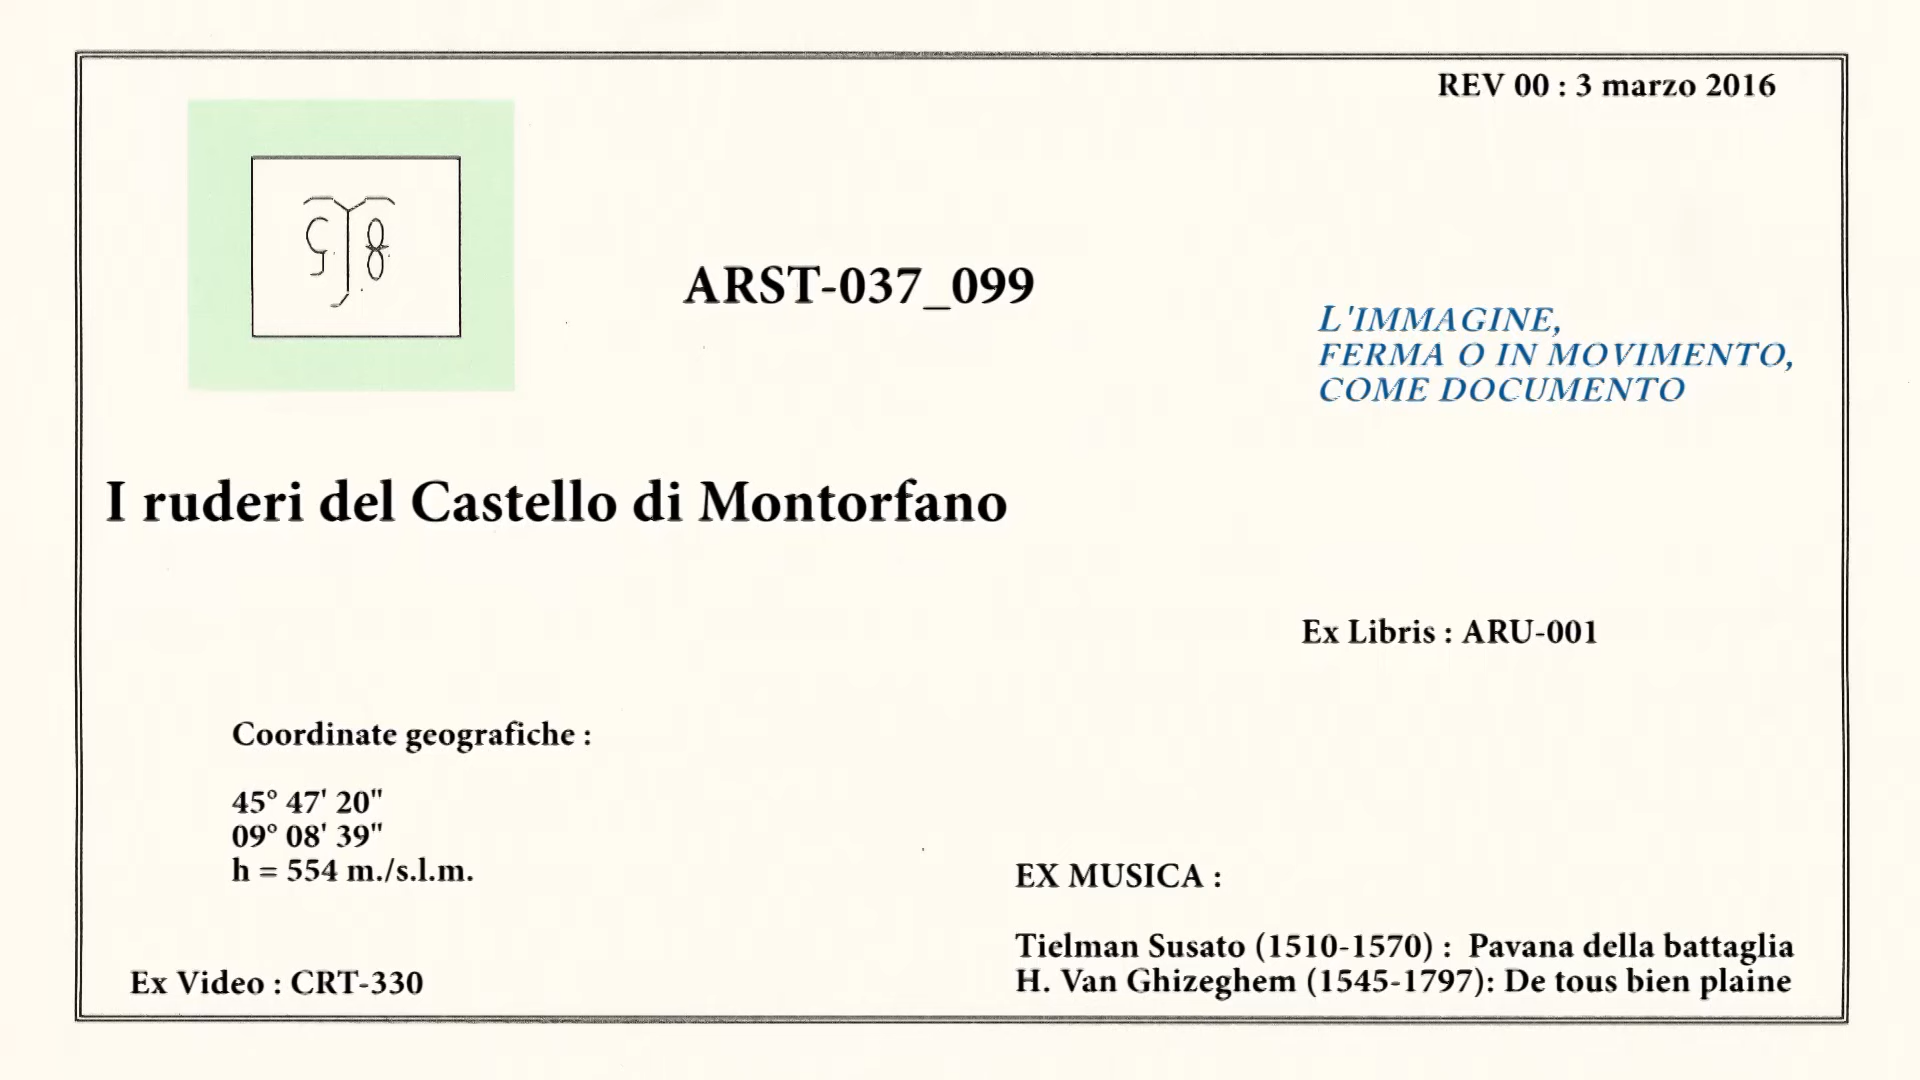 REV 00 : 3 marzo 2016
ARST-037_099
L'IMMAGINE,
FERMA O IN MOVIMENTO,
COME DOCUMENTO
I ruderi del Castello di Montorfano
Ex Libris : ARU-001
Coordinate geografiche :
45° 47' 20"
09° 08' 39"
h = 554 m./s.l.m.
Ex Video : CRT-330
EX MUSICA :
Tielman Susato (1510-1570) : Pavana della battaglia
H. Van Ghizeghem (1545-1797): De tous bien plaine